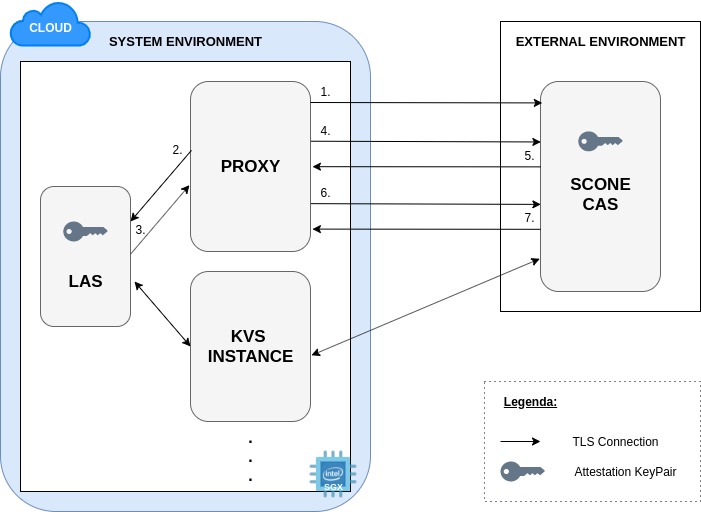 CLOUD
SYSTEM ENVIRONMENT
EXTERNAL ENVIRONMENT
1.
4.
2.
5.
PROXY
SCONE
CAS
6.
7.
3.
LAS
KVS
INSTANCE
.
.
.
intel
SGX
Legenda:
TLS Connection
Attestation KeyPair